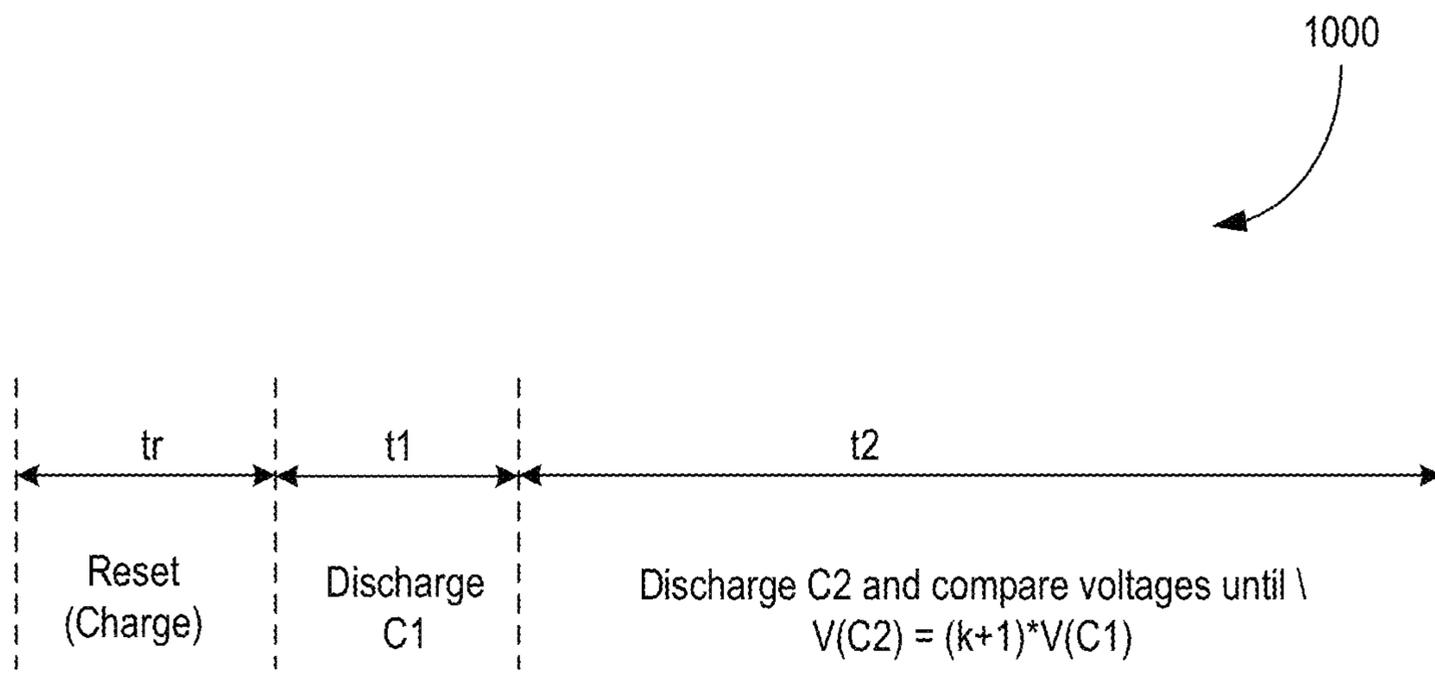 1000
tr
t1
t2
Reset
(Charge)
Discharge
C1
Discharge C2 and compare voltages until \
V(C2) = (k+1)*V(C1)